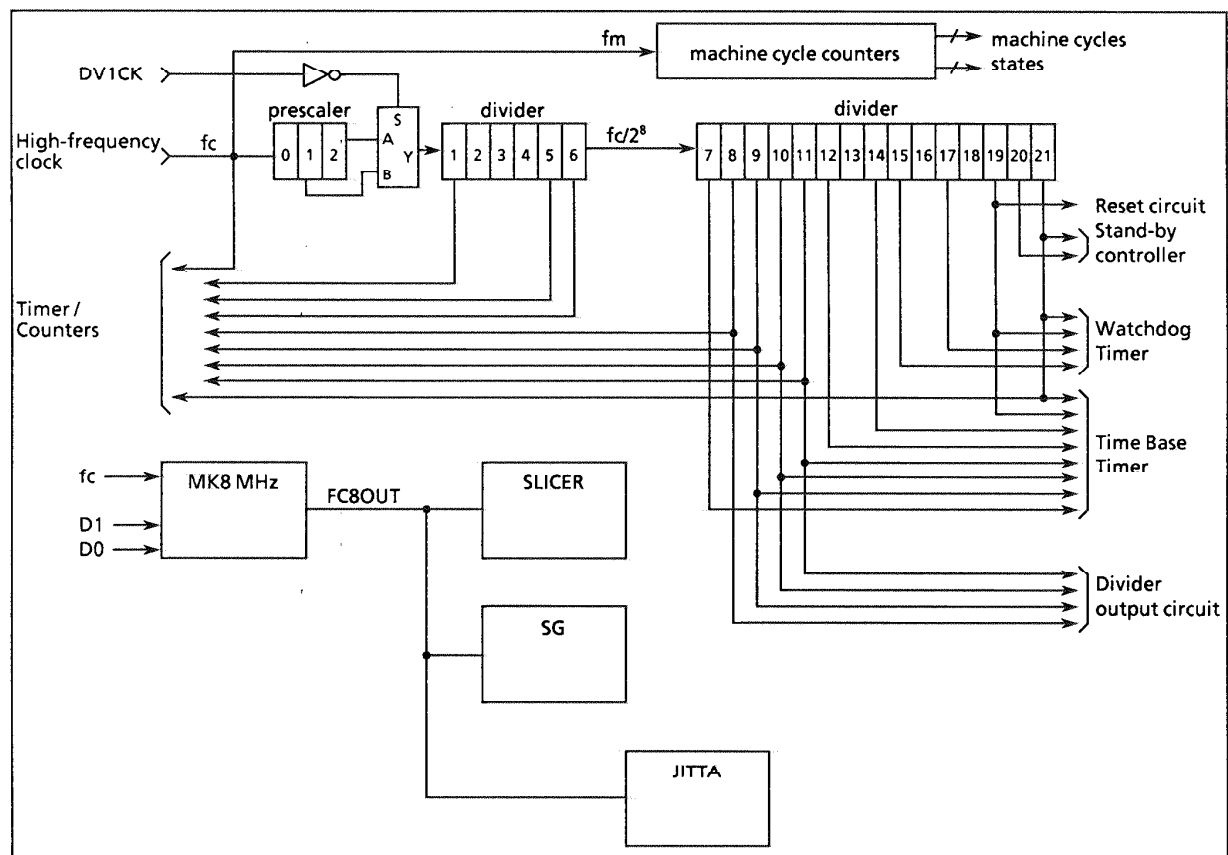 fm
machine cycle counters
machine cycles
states
DV1CK
prescaler
divider
divider
High-frequency
clock
fc
0 1 2
S
A
Y
B
1 2 3 4 5 6
fc/2⁸
7 8 9 10 11 12 13 14 15 16 17 18 19 20 21
Reset circuit
Stand-by
controller
Timer /
Counters
Watchdog
Timer
Time Base
Timer
fc
D1
D0
MK8 MHz
FC8OUT
SLICER
Divider
output circuit
SG
JITTA